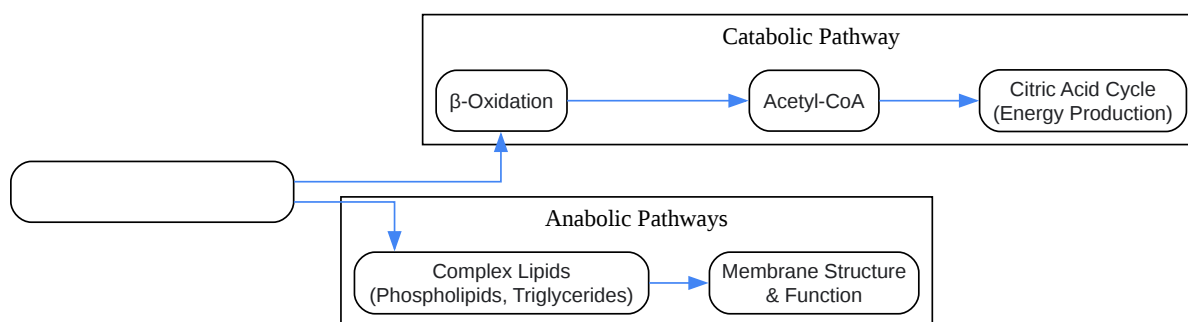 Catabolic Pathway
β-Oxidation
Acetyl-CoA
Citric Acid Cycle
(Energy Production)
Anabolic Pathways
Complex Lipids
(Phospholipids, Triglycerides)
Membrane Structure
& Function